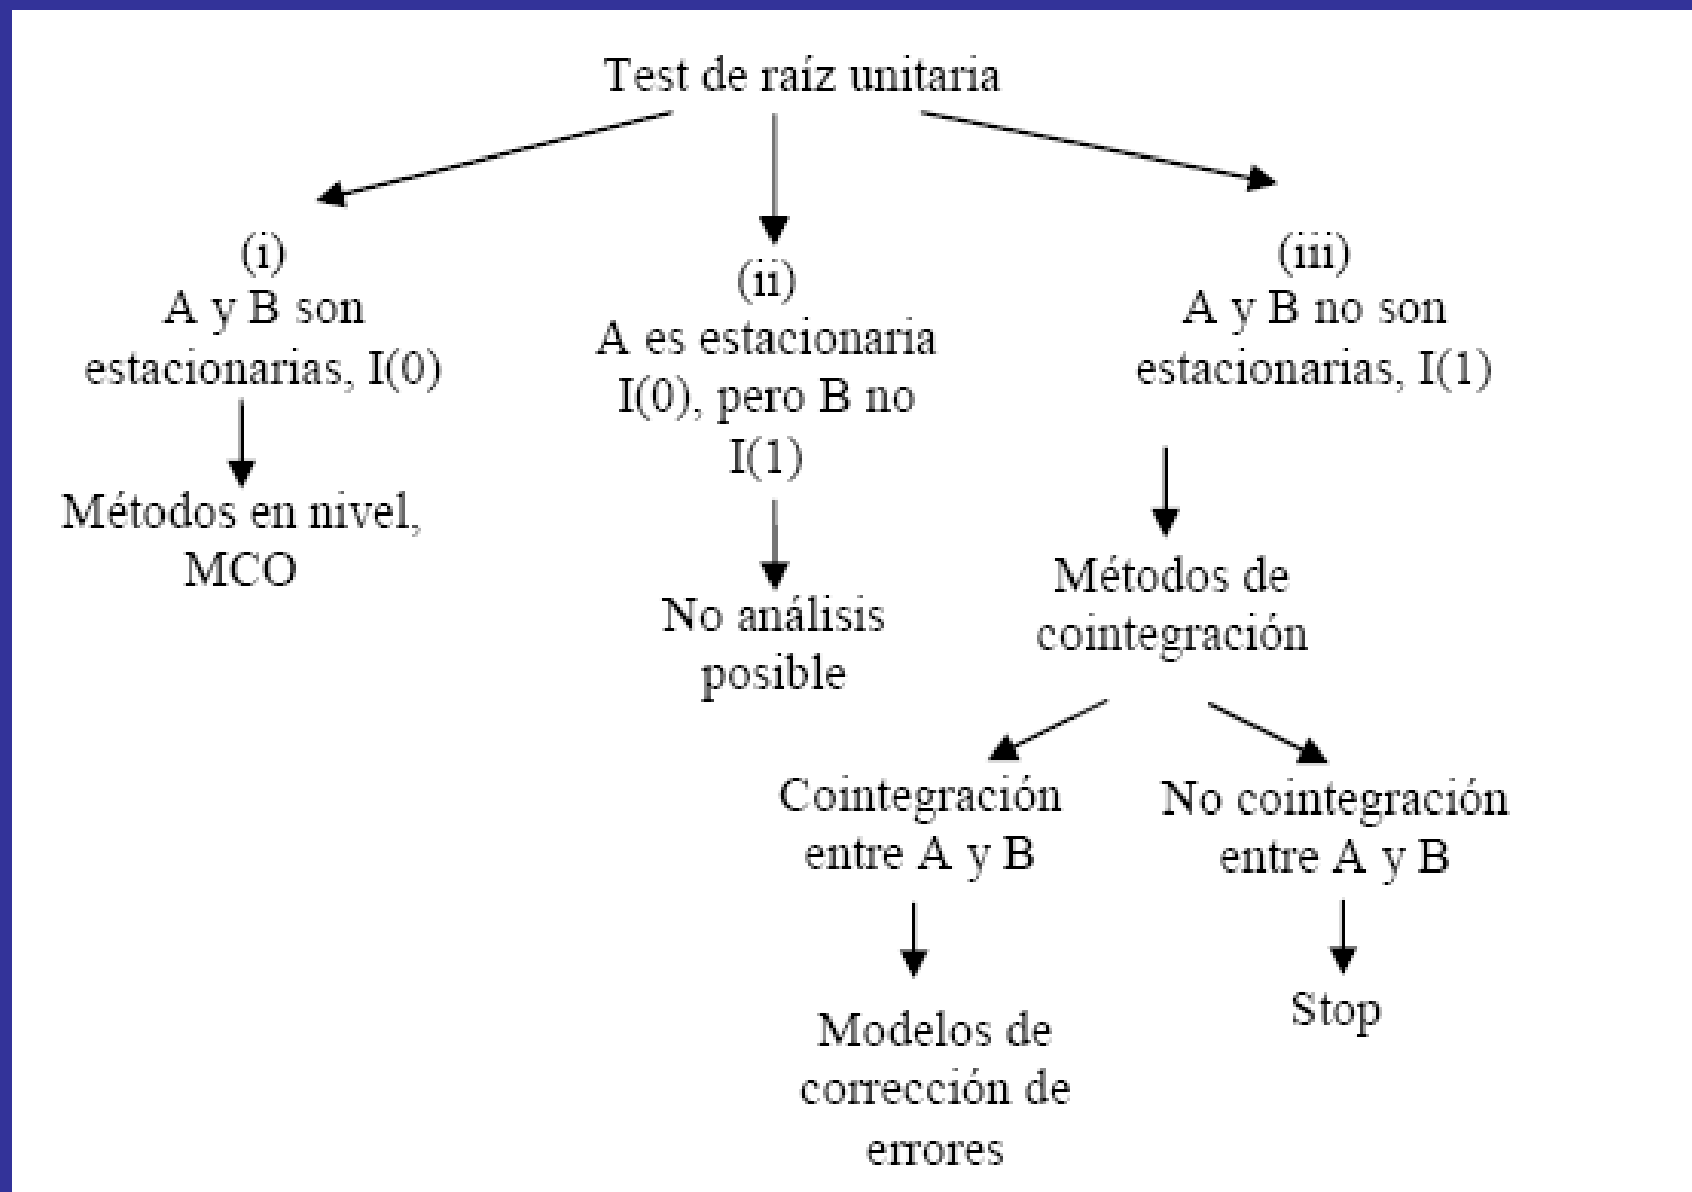 Test de raíz unitaria
(i)
A y B son
estacionarias, I(0)
Métodos en nivel,
MCO
(ii)
A es estacionaria
I(0), pero B no
I(1)
No análisis
posible
(iii)
A y B no son
estacionarias, I(1)
Métodos de
cointegración
Cointegración
entre A y B
Modelos de
corrección de
errores
No cointegración
entre A y B
Stop